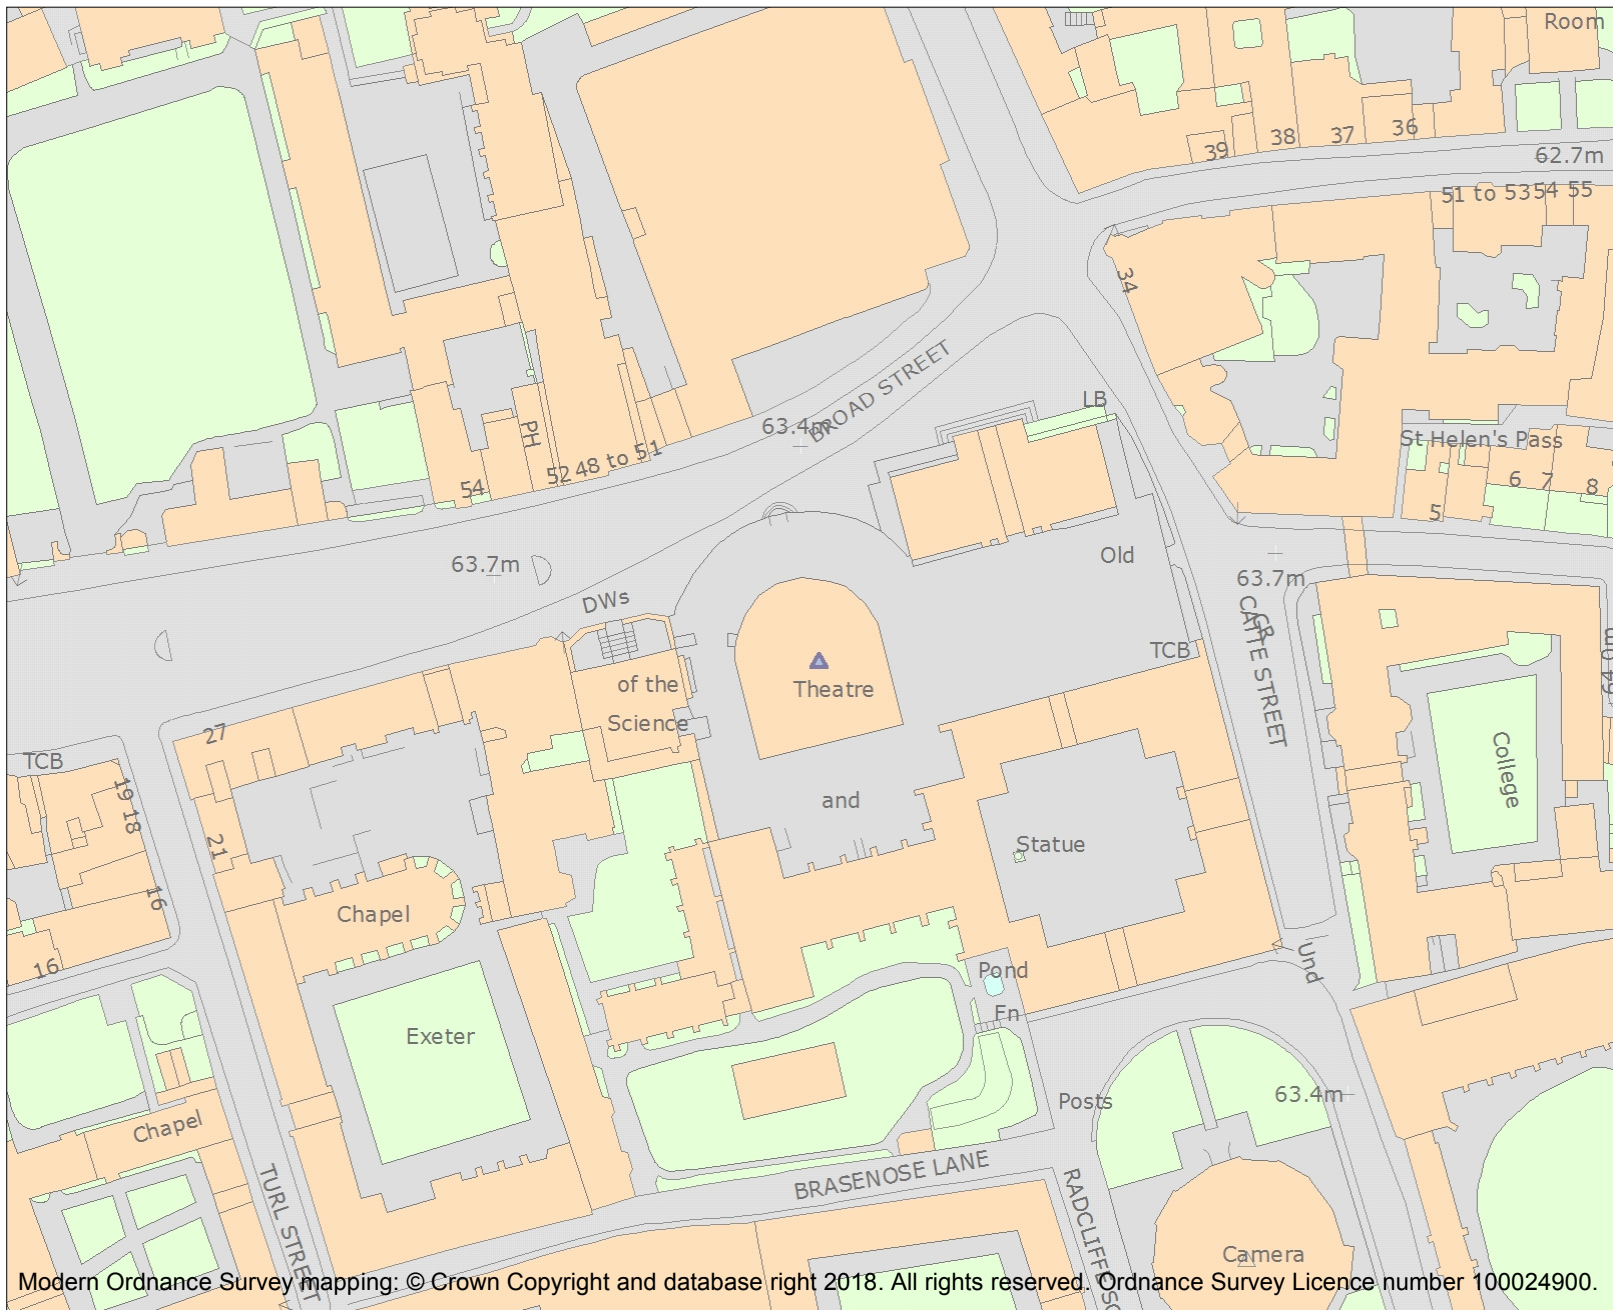 Room
39
38
37
36
62.7m
51 to 53
54
55
34
BROAD STREET
63.4m
LB
PH
St Helen's Pass
54
52
48 to 51
6
7
8
5
63.7m
Old
63.7m
DWs
CATTE STREET
CR
TCB
64.0m
of the
Theatre
27
Science
TCB
College
19
18
and
21
Statue
16
Chapel
16
Pond
Und
Fn
Exeter
Posts
63.4m
Chapel
BRASENOSE LANE
TURL STREET
RADCLIFFE SQ
Camera
Modern Ordnance Survey mapping: © Crown Copyright and database right 2018. All rights reserved. Ordnance Survey Licence number 100024900.